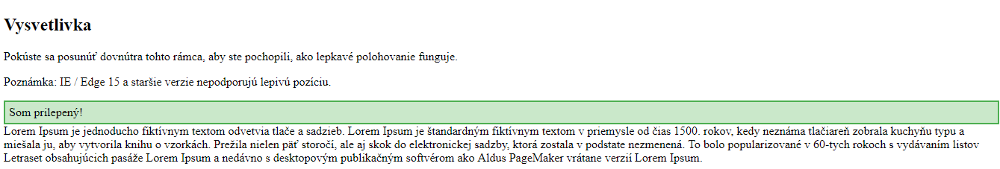 Vysvetlivka
Pokúste sa posunúť dovnútra tohto rámca, aby ste pochopili, ako lepkavé polohovanie funguje.
Poznámka: IE / Edge 15 a staršie verzie nepodporujú lepivú pozíciu.
Som prilepený!
Lorem Ipsum je jednoducho fiktívnym textom odvetvia tlače a sadzieb. Lorem Ipsum je štandardným fiktívnym textom v priemysle od čias 1500. rokov, kedy neznáma tlačiareň zobrala kuchyňu typu a
miešala ju, aby vytvorila knihu o vzorkách. Prežila nielen päť storočí, ale aj skok do elektronickej sadzby, ktorá zostala v podstate nezmenená. To bolo popularizované v 60-tych rokoch s vydávaním listov
Letraset obsahujúcich pasáže Lorem Ipsum a nedávno s desktopovým publikačným softvérom ako Aldus PageMaker vrátane verzií Lorem Ipsum.